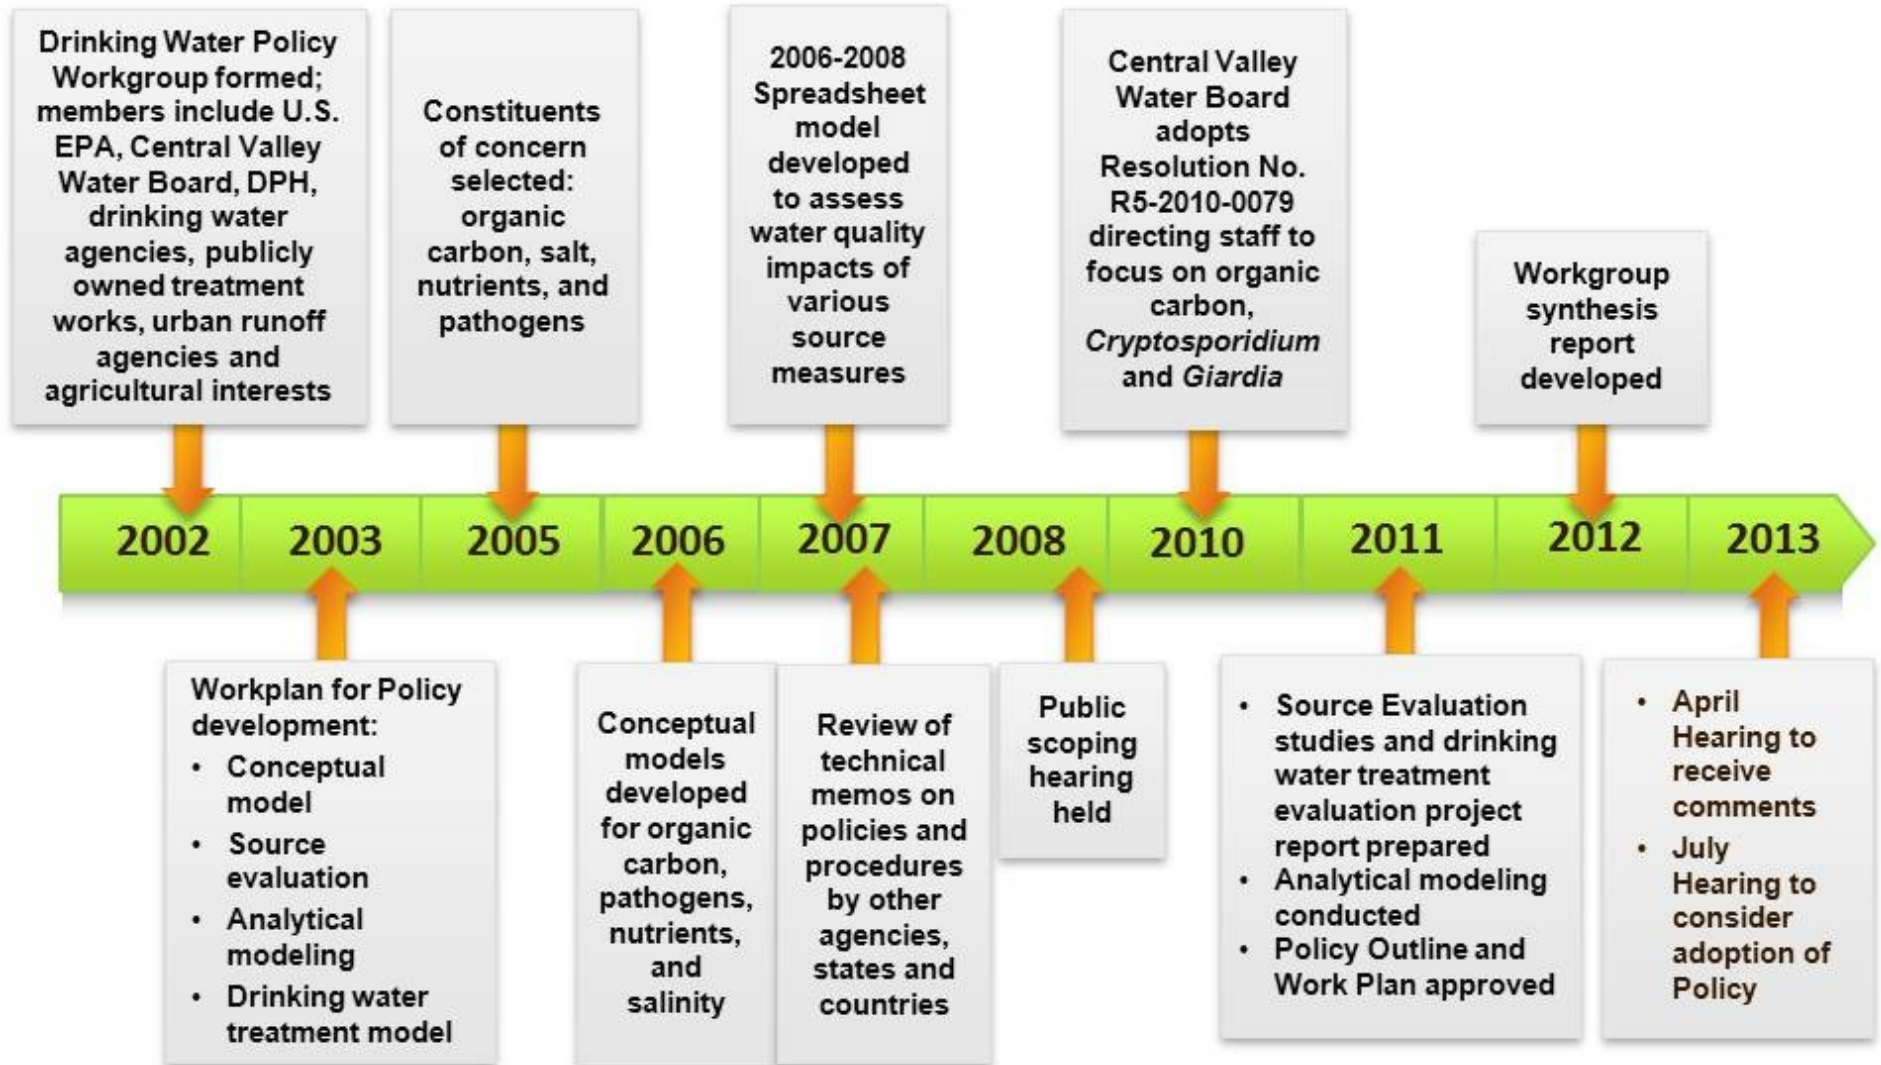 Drinking Water Policy
Workgroup formed;
members include U.S.
EPA, Central Valley
Water Board, DPH,
drinking water
agencies, publicly
owned treatment
works, urban runoff
agencies and
agricultural interests
Constituents
of concern
selected:
organic
carbon, salt,
nutrients, and
pathogens
2006-2008
Spreadsheet
model
developed
to assess
water quality
impacts of
various
source
measures
Central Valley
Water Board
adopts
Resolution No.
R5-2010-0079
directing staff to
focus on organic
carbon,
Cryptosporidium
and Giardia
Workgroup
synthesis
report
developed
2002 2003 2005 2006 2007 2008 2010 2011 2012 2013
Workplan for Policy
development:
• Conceptual
model
• Source
evaluation
• Analytical
modeling
• Drinking water
treatment model
Conceptual
models
developed
for organic
carbon,
pathogens,
nutrients,
and
salinity
Review of
technical
memos on
policies and
procedures
by other
agencies,
states and
countries
Public
scoping
hearing
held
• Source Evaluation
studies and drinking
water treatment
evaluation project
report prepared
• Analytical modeling
conducted
• Policy Outline and
Work Plan approved
• April
Hearing to
receive
comments
• July
Hearing to
consider
adoption of
Policy